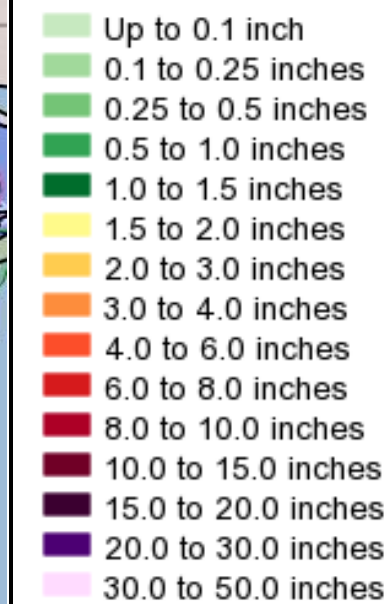 Up to 0.1 inch
0.1 to 0.25 inches
0.25 to 0.5 inches
0.5 to 1.0 inches
1.0 to 1.5 inches
1.5 to 2.0 inches
2.0 to 3.0 inches
3.0 to 4.0 inches
4.0 to 6.0 inches
6.0 to 8.0 inches
8.0 to 10.0 inches
10.0 to 15.0 inches
15.0 to 20.0 inches
20.0 to 30.0 inches
30.0 to 50.0 inches